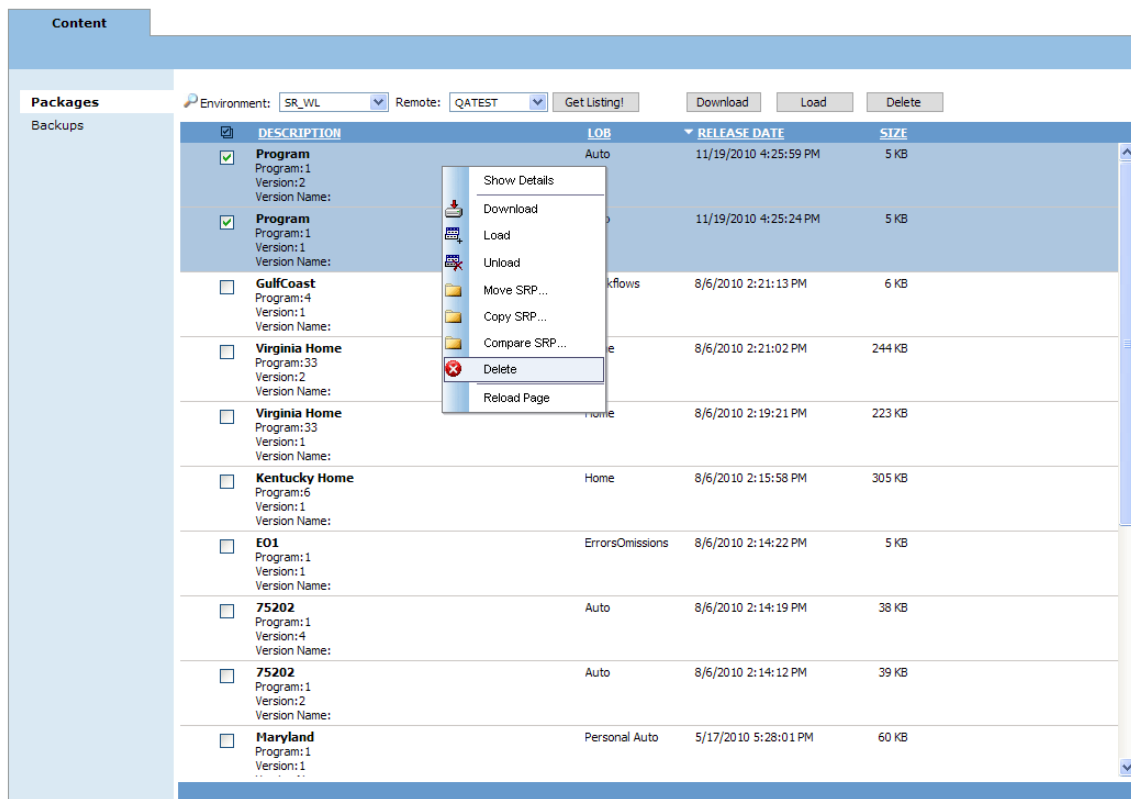 Content
Packages
Backups
Environment: SR_WL Remote: QATEST Get Listing! Download Load Delete
DESCRIPTION LOB RELEASE DATE SIZE
Program Auto 11/19/2010 4:25:59 PM 5 KB
Program:1
Version:2
Version Name:
Program 11/19/2010 4:25:24 PM 5 KB
Program:1
Version:1
Version Name:
GulfCoast kflows 8/6/2010 2:21:13 PM 6 KB
Program:4
Version:1
Version Name:
Virginia Home e 8/6/2010 2:21:02 PM 244 KB
Program:33
Version:2
Version Name:
Virginia Home Home 8/6/2010 2:19:21 PM 223 KB
Program:33
Version:1
Version Name:
Kentucky Home Home 8/6/2010 2:15:58 PM 305 KB
Program:6
Version:1
Version Name:
EO1 ErrorsOmissions 8/6/2010 2:14:22 PM 5 KB
Program:1
Version:1
Version Name:
75202 Auto 8/6/2010 2:14:19 PM 38 KB
Program:1
Version:4
Version Name:
75202 Auto 8/6/2010 2:14:12 PM 39 KB
Program:1
Version:2
Version Name:
Maryland Personal Auto 5/17/2010 5:28:01 PM 60 KB
Program:1
Version:1
Show Details
Download
Load
Unload
Move SRP...
Copy SRP...
Compare SRP...
Delete
Reload Page